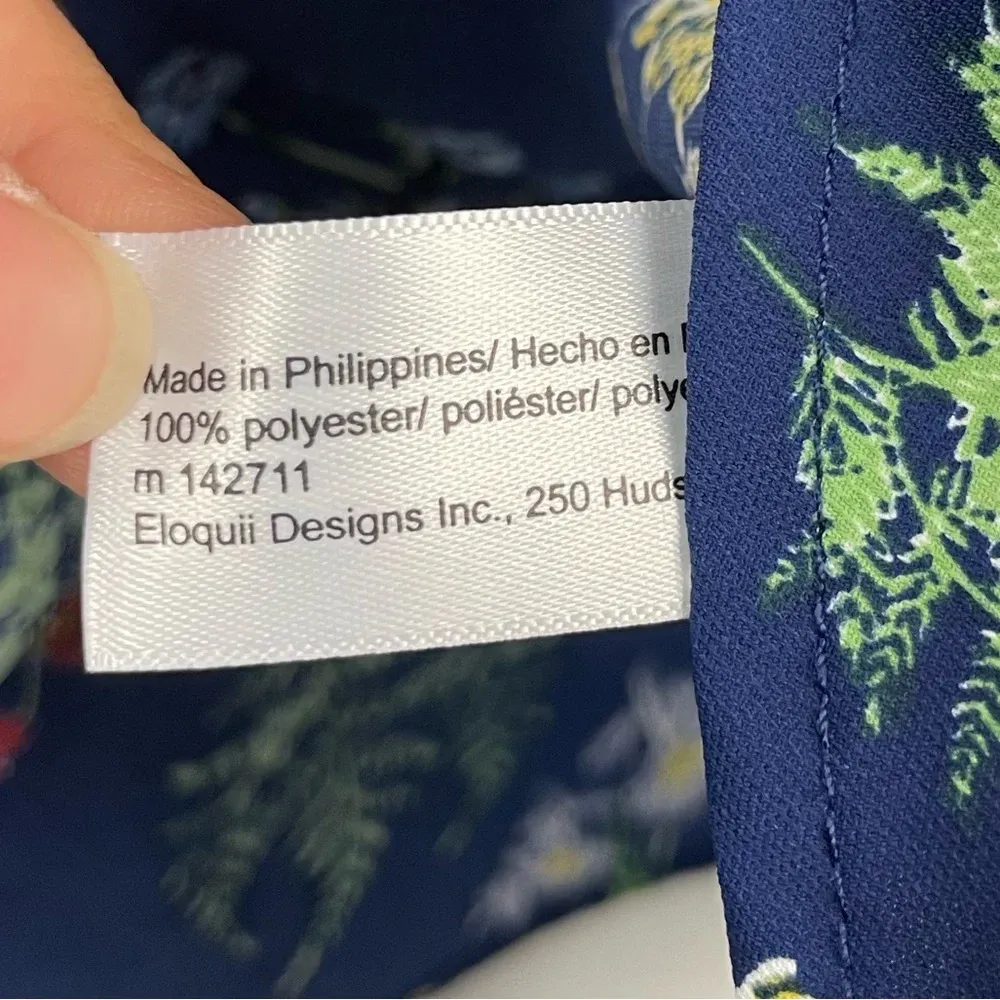 Made in Philippines/ Hecho en
100% polyester/ poliéster/
m 142711
Eloquii Designs Inc., 250